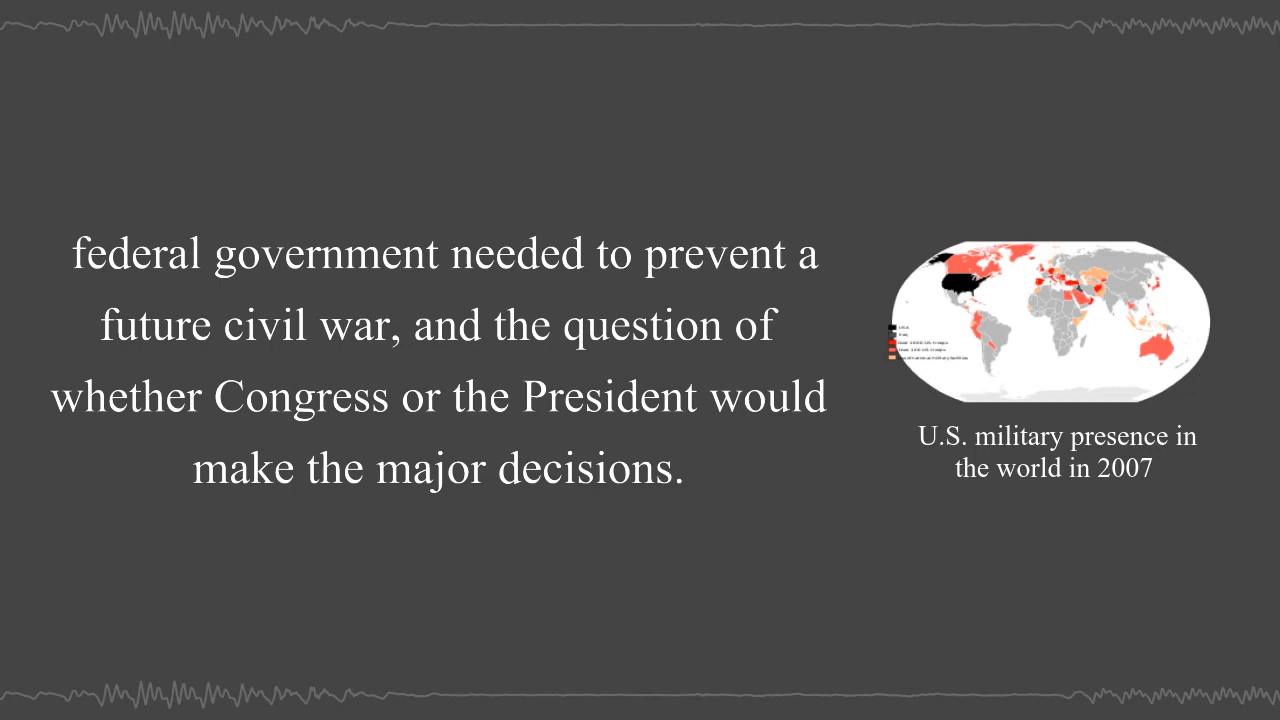 federal government needed to prevent a
future civil war, and the question of
whether Congress or the President would
make the major decisions.
U.S. military presence in
the world in 2007